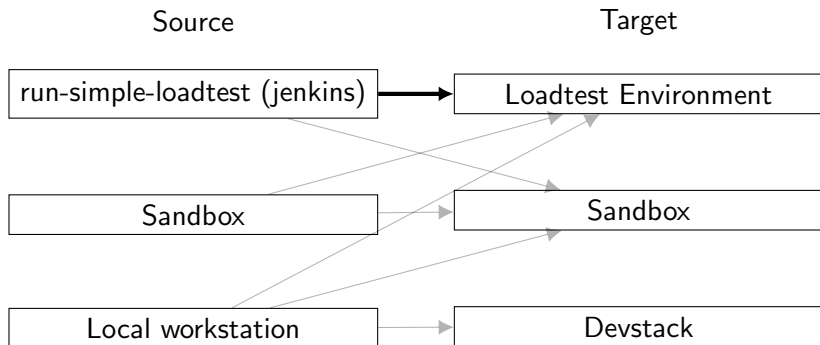 Source
Target
run-simple-loadtest (jenkins)
Loadtest Environment
Sandbox
Sandbox
Local workstation
Devstack